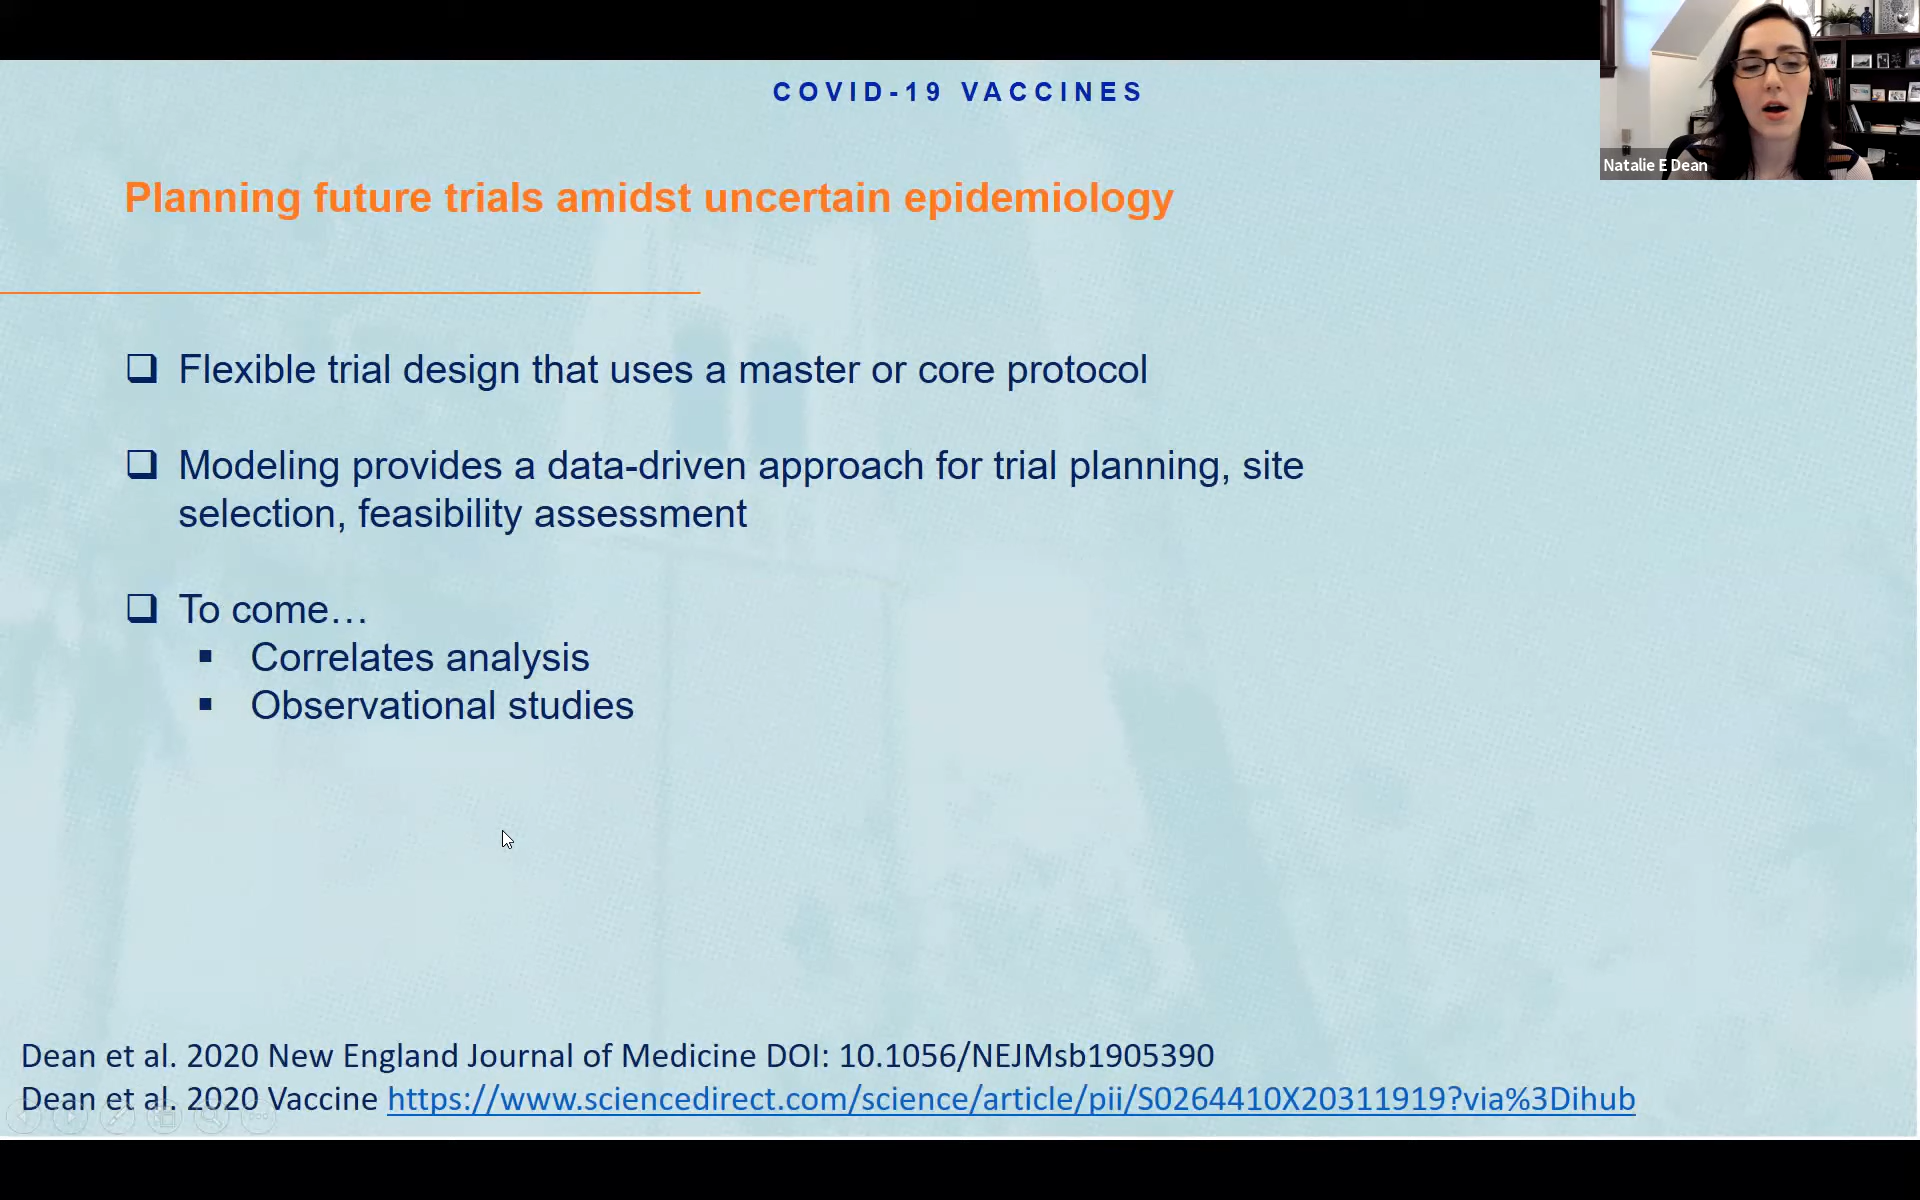 COVID-19 VACCINES
Natalie E Dean
Planning future trials amidst uncertain epidemiology
Flexible trial design that uses a master or core protocol
Modeling provides a data-driven approach for trial planning, site
selection, feasibility assessment
To come…
Correlates analysis
Observational studies
Dean et al. 2020 New England Journal of Medicine DOI: 10.1056/NEJMsb1905390
Dean et al. 2020 Vaccine https://www.sciencedirect.com/science/article/pii/S0264410X20311919?via%3Dihub